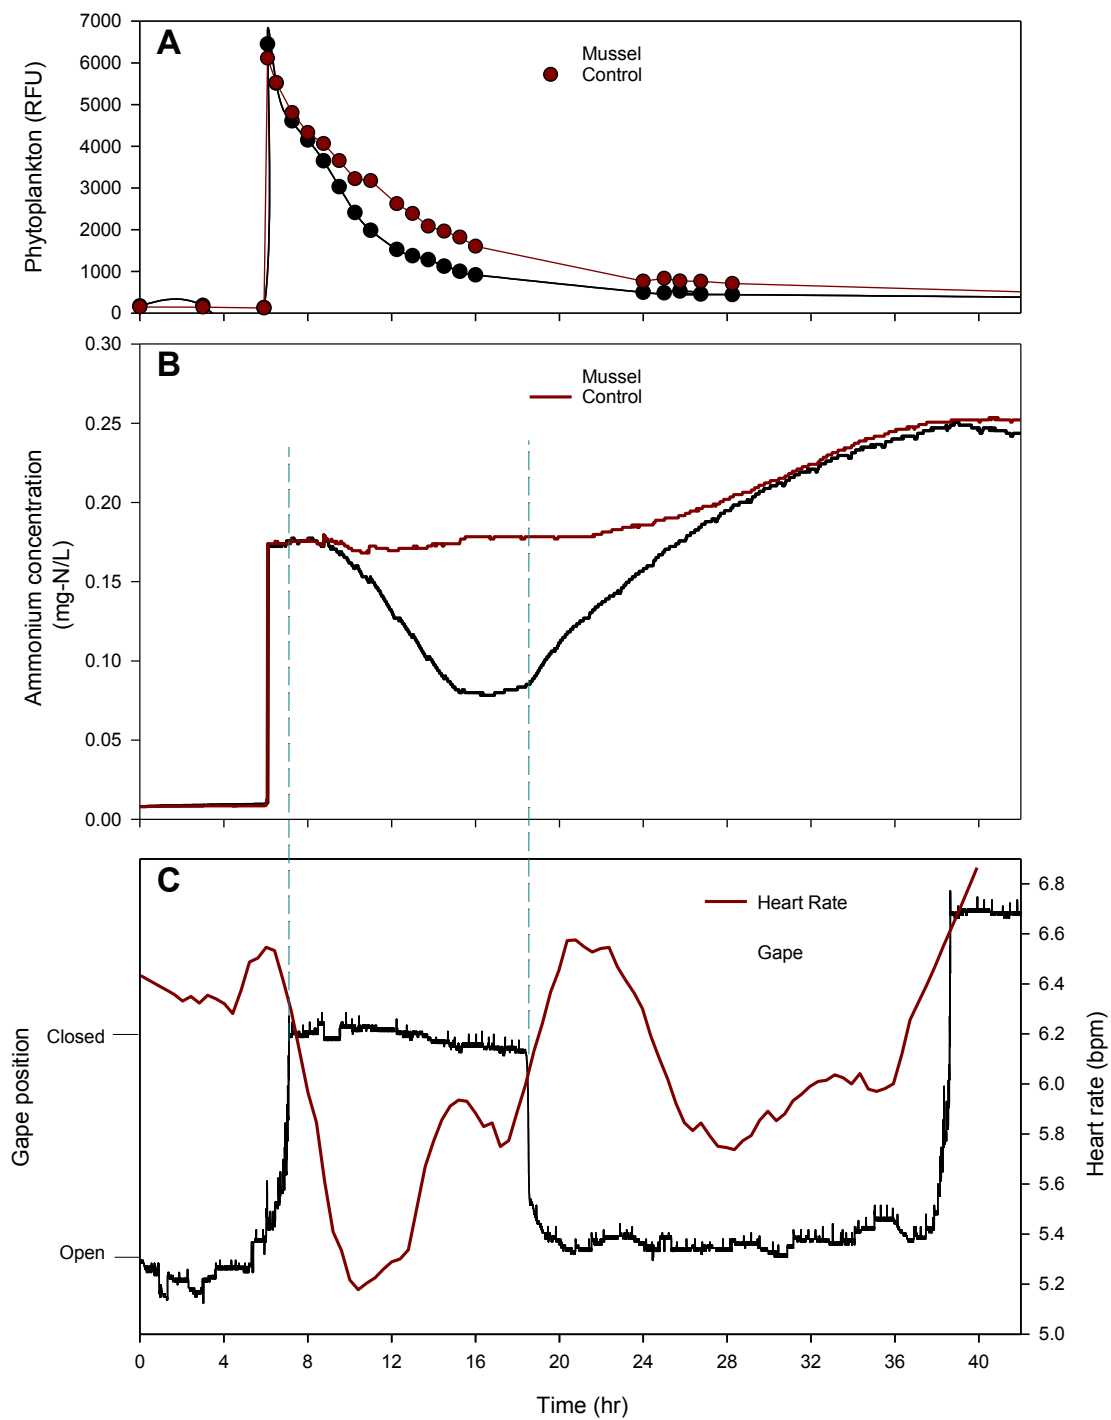 A
Mussel
Control
Phytoplankton (RFU)
7000
6000
5000
4000
3000
2000
1000
0
B
Mussel
Control
Ammonium concentration
(mg-N/L)
0.30
0.25
0.20
0.15
0.10
0.05
0.00
C
Heart Rate
Gape
Gape position
Closed
Open
6.8
6.6
6.4
6.2
6.0
5.8
5.6
5.4
5.2
5.0
Heart rate (bpm)
0 4 8 12 16 20 24 28 32 36 40
Time (hr)